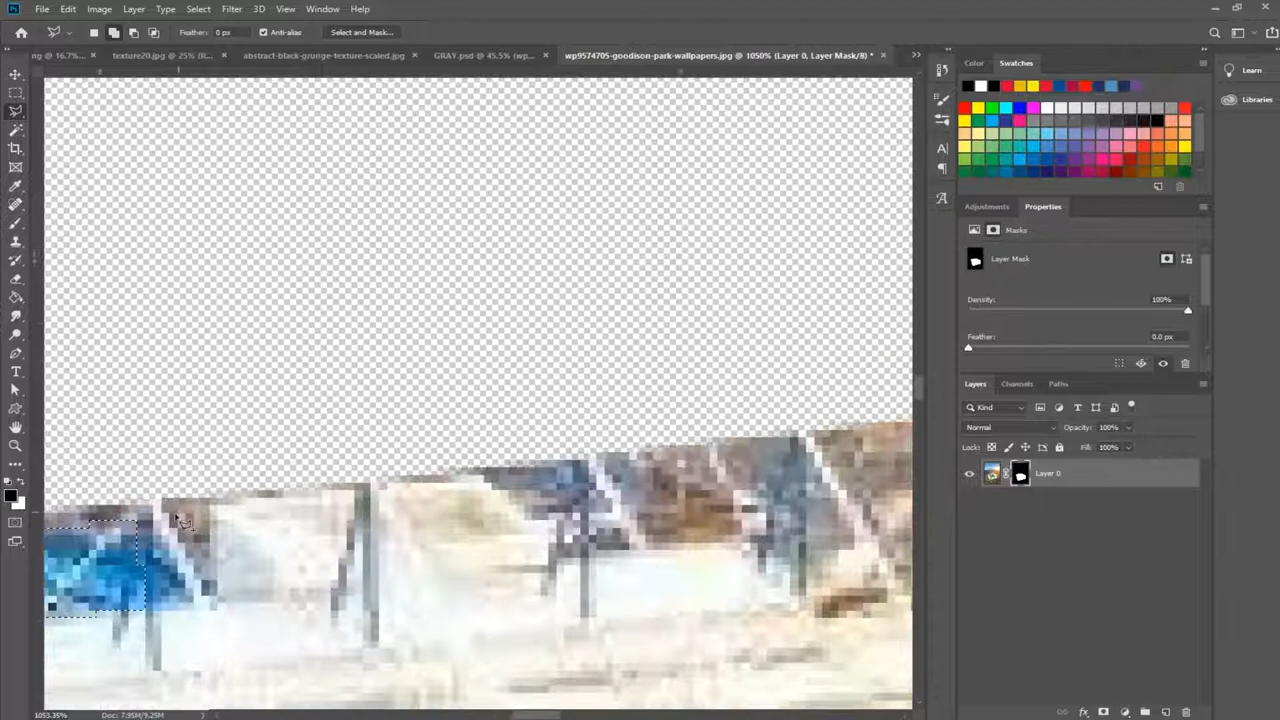 Ps File Edit Image Layer Type Select Filter 3D View Window Help
Feather: 0 px Anti-alias Select and Mask...
ng @ 16.7%... × texture20.jpg @ 25% (R... × abstract-black-grunge-texture-scaled.jpg × GRAY.psd @ 45.5% (wp... × wp9574705-goodison-park-wallpapers.jpg @ 1050% (Layer 0, Layer Mask/8) * ×
Color Swatches
Learn
Libraries
Adjustments Properties
Masks
Layer Mask
Density: 100%
Feather: 0.0 px
Layers Channels Paths
Kind
Normal Opacity: 100%
Lock: Fill: 100%
Layer 0
1053.35% Doc: 7.95M/9.25M